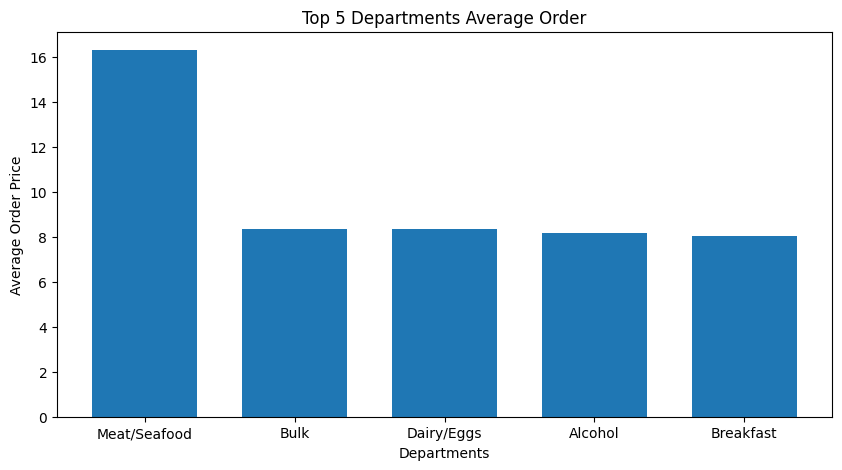 Top 5 Departments Average Order
Average Order Price
16
14
12
10
8
6
4
2
0
Meat/Seafood
Bulk
Dairy/Eggs
Alcohol
Breakfast
Departments